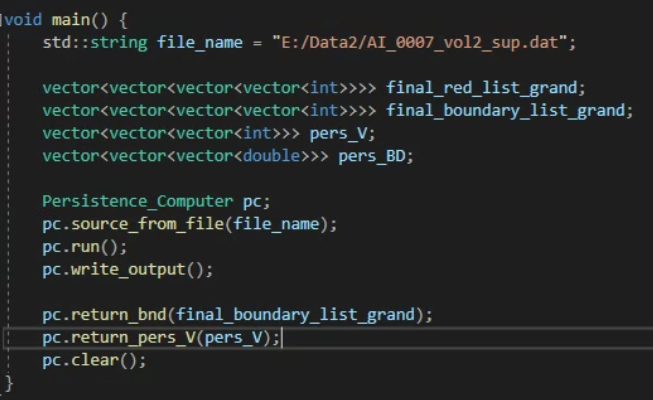 void main() {
    std::string file_name = "E:/Data2/AI_0007_vol2_sup.dat";
    vector<vector<vector<vector<int>>>> final_red_list_grand;
    vector<vector<vector<vector<int>>>> final_boundary_list_grand;
    vector<vector<vector<int>>> pers_V;
    vector<vector<vector<double>>> pers_BD;
    Persistence_Computer pc;
    pc.source_from_file(file_name);
    pc.run();
    pc.write_output();
    pc.return_bnd(final_boundary_list_grand);
    pc.return_pers_V(pers_V);
    pc.clear();
}